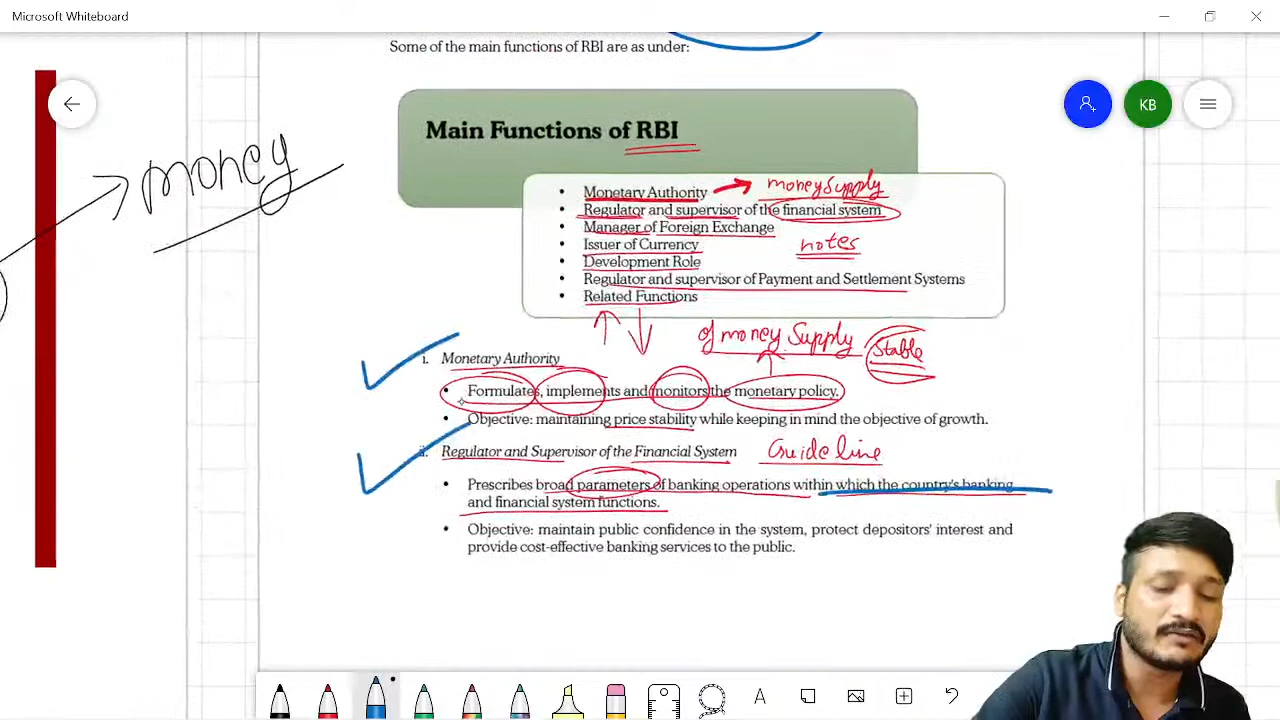 Microsoft Whiteboard
Some of the main functions of RBI are as under:
KB
Main Functions of RBI
money
• Monetary Authority → money Supply
• Regulator and supervisor of the financial system
• Manager of Foreign Exchange
• Issuer of Currency notes
• Development Role
• Regulator and supervisor of Payment and Settlement Systems
• Related Functions
of money Supply
Stable
i. Monetary Authority
• Formulates, implements and monitors the monetary policy.
• Objective: maintaining price stability while keeping in mind the objective of growth.
Regulator and Supervisor of the Financial System Guideline
• Prescribes broad parameters of banking operations within which the country's banking
and financial system functions.
• Objective: maintain public confidence in the system, protect depositors' interest and
provide cost-effective banking services to the public.
A